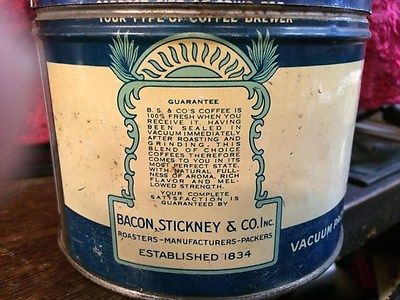 YOUR TYPE OF COFFEE BREWER
GUARANTEE
B. S. & CO'S COFFEE IS
100% FRESH WHEN YOU
RECEIVE IT. HAVING
BEEN SEALED IN
VACUUM IMMEDIATELY
AFTER ROASTING AND
GRINDING, THIS
BLEND OF CHOICE
COFFEES THEREFORE
COMES TO YOU IN ITS
MOST PERFECT STATE,
WITH NATURAL FULL-
NESS OF AROMA, RICH
FLAVOR AND MEL-
LOWED STRENGTH.
YOUR COMPLETE
SATISFACTION IS
GUARANTEED BY
BACON, STICKNEY & CO. INC.
ROASTERS-MANUFACTURERS-PACKERS
ESTABLISHED 1834
VACUUM